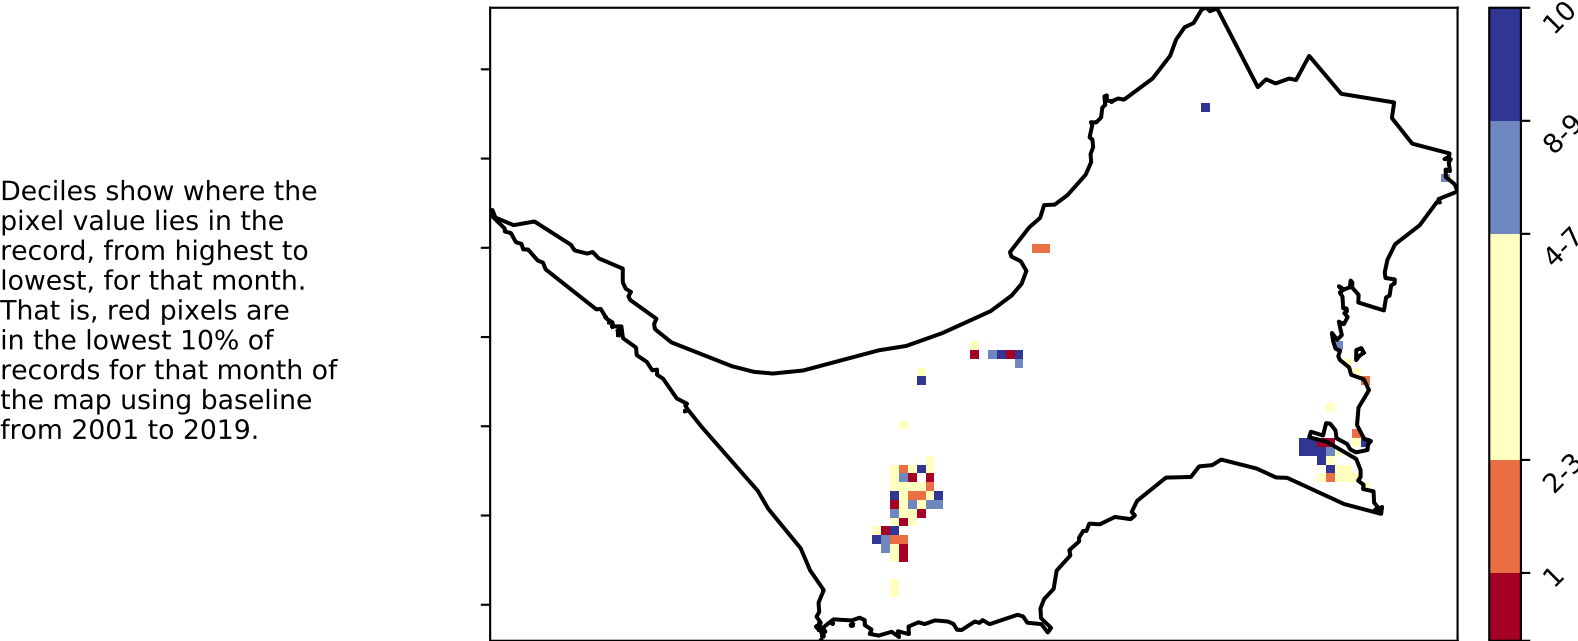 Deciles show where the
pixel value lies in the
record, from highest to
lowest, for that month.
That is, red pixels are
in the lowest 10% of
records for that month of
the map using baseline
from 2001 to 2019.
10
8-9
4-7
2-3
1